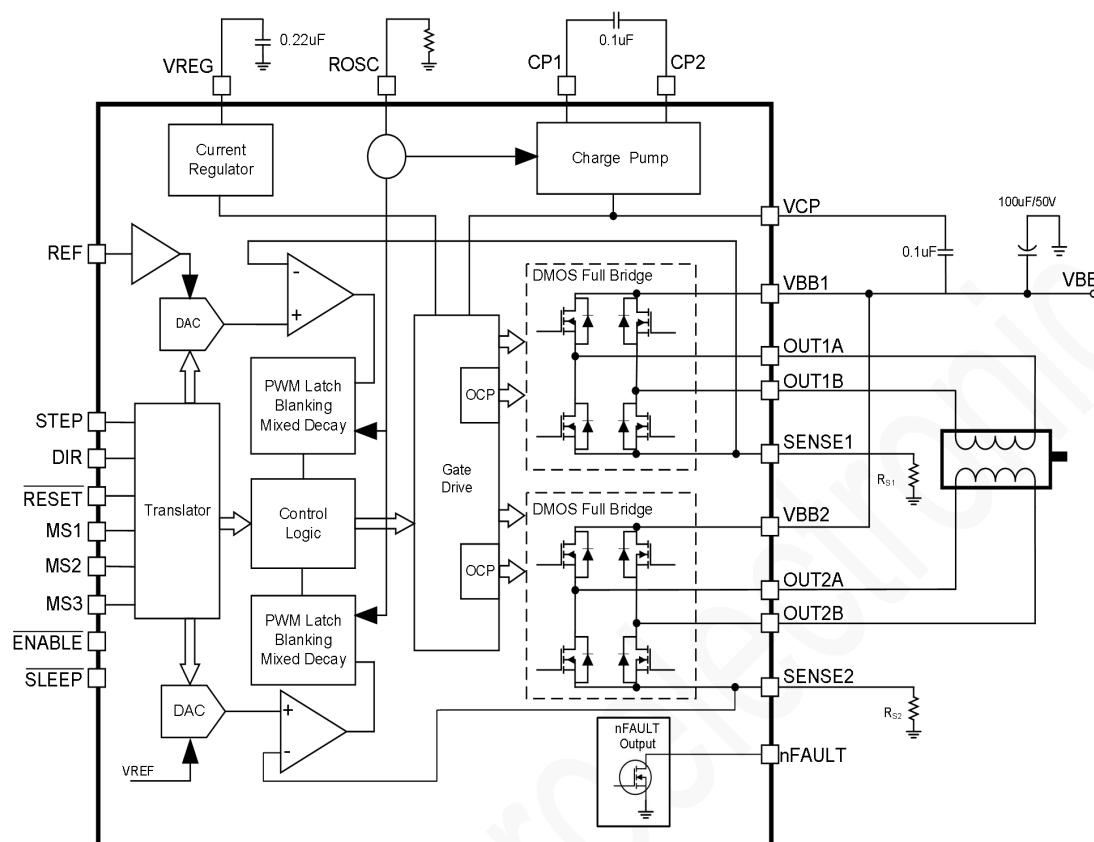 0.22uF
0.1uF
VREG
ROSC
CP1
CP2
Current
Regulator
Charge Pump
VCP
100uF/50V
0.1uF
REF
DAC
-
+
DMOS Full Bridge
VBB1
OUT1A
OUT1B
SENSE1
RS1
PWM Latch
Blanking
Mixed Decay
OCP
STEP
DIR
RESET
MS1
MS2
MS3
ENABLE
SLEEP
Translator
Control
Logic
Gate
Drive
DMOS Full Bridge
VBB2
OUT2A
OUT2B
SENSE2
RS2
OCP
PWM Latch
Blanking
Mixed Decay
DAC
+
-
VREF
nFAULT
Output
nFAULT